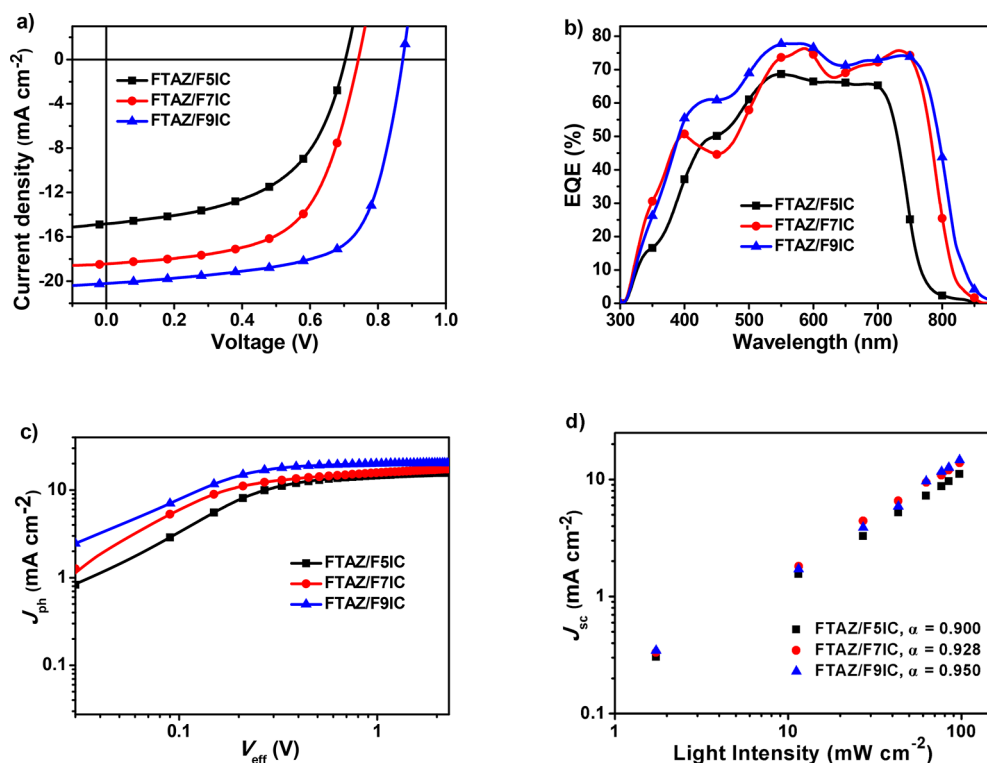 a)
Current density (mA cm⁻²)
0
-4
-8
-12
-16
-20
FTAZ/F5IC
FTAZ/F7IC
FTAZ/F9IC
0.0 0.2 0.4 0.6 0.8 1.0
Voltage (V)
b)
EQE (%)
80
70
60
50
40
30
20
10
0
FTAZ/F5IC
FTAZ/F7IC
FTAZ/F9IC
300 400 500 600 700 800
Wavelength (nm)
c)
Jph (mA cm-2)
10
1
0.1
FTAZ/F5IC
FTAZ/F7IC
FTAZ/F9IC
0.1 1
Veff (V)
d)
Jsc (mA cm⁻²)
10
1
0.1
FTAZ/F5IC, α = 0.900
FTAZ/F7IC, α = 0.928
FTAZ/F9IC, α = 0.950
1 10 100
Light Intensity (mW cm⁻²)